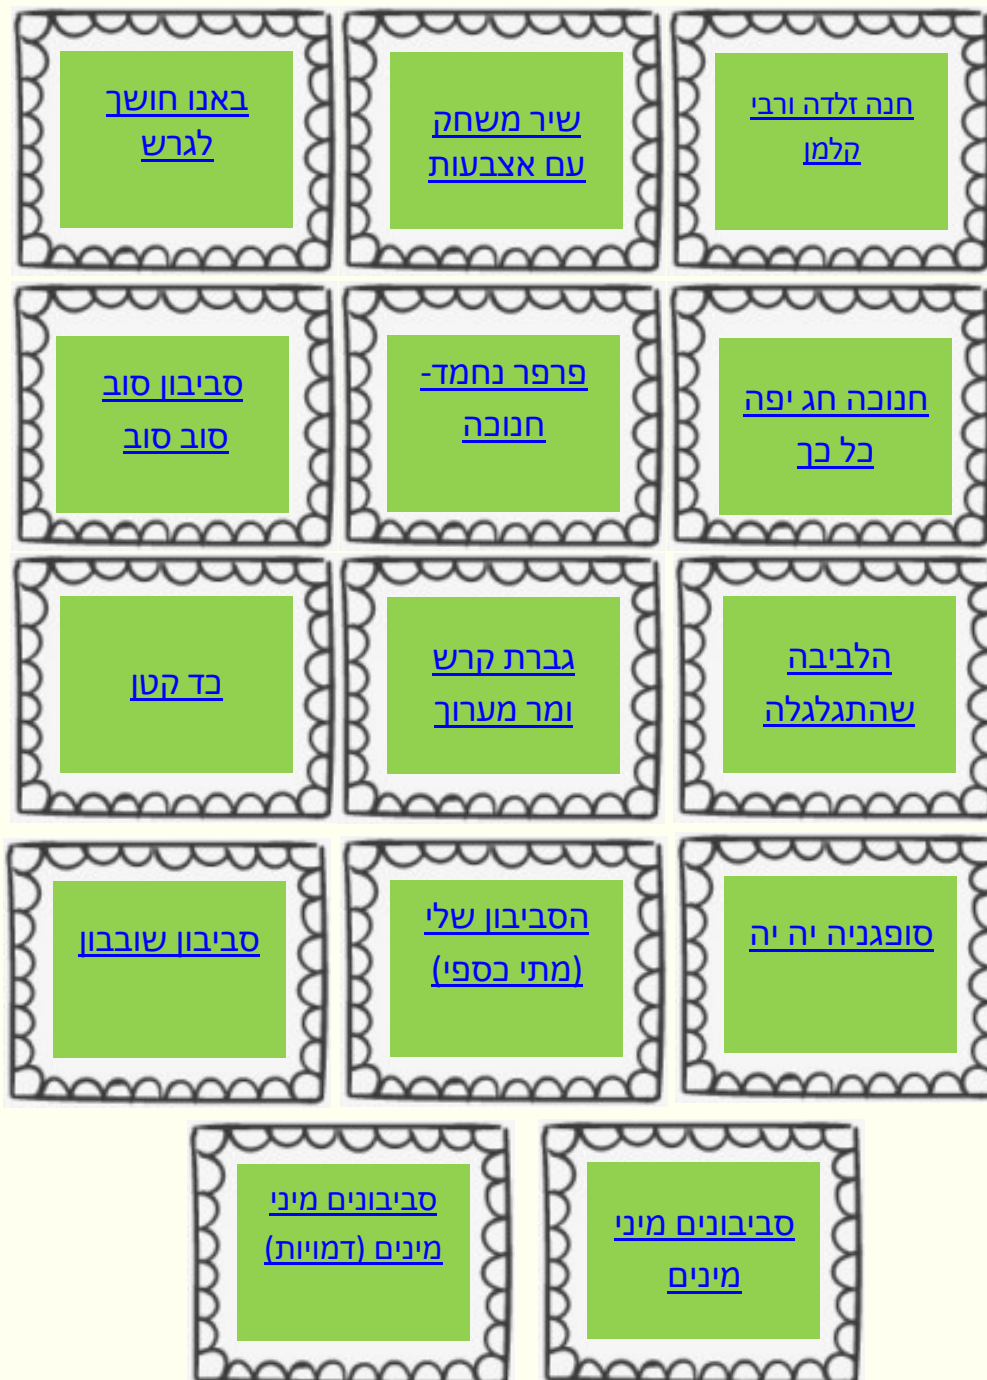 חנה זלדה ורבי
קלמן
שיר משחק
עם אצבעות
באנו חושך
לגרש
חנוכה חג יפה
כל כך
פרפר נחמד-
חנוכה
סביבון סוב
סוב סוב
הלביבה
שהתגלגלה
גברת קרש
ומר מערוך
כד קטן
סופגניה יה יה
הסביבון שלי
(מתי כספי)
סביבון שובבון
סביבונים מיני
מינים
סביבונים מיני
מינים (דמויות)